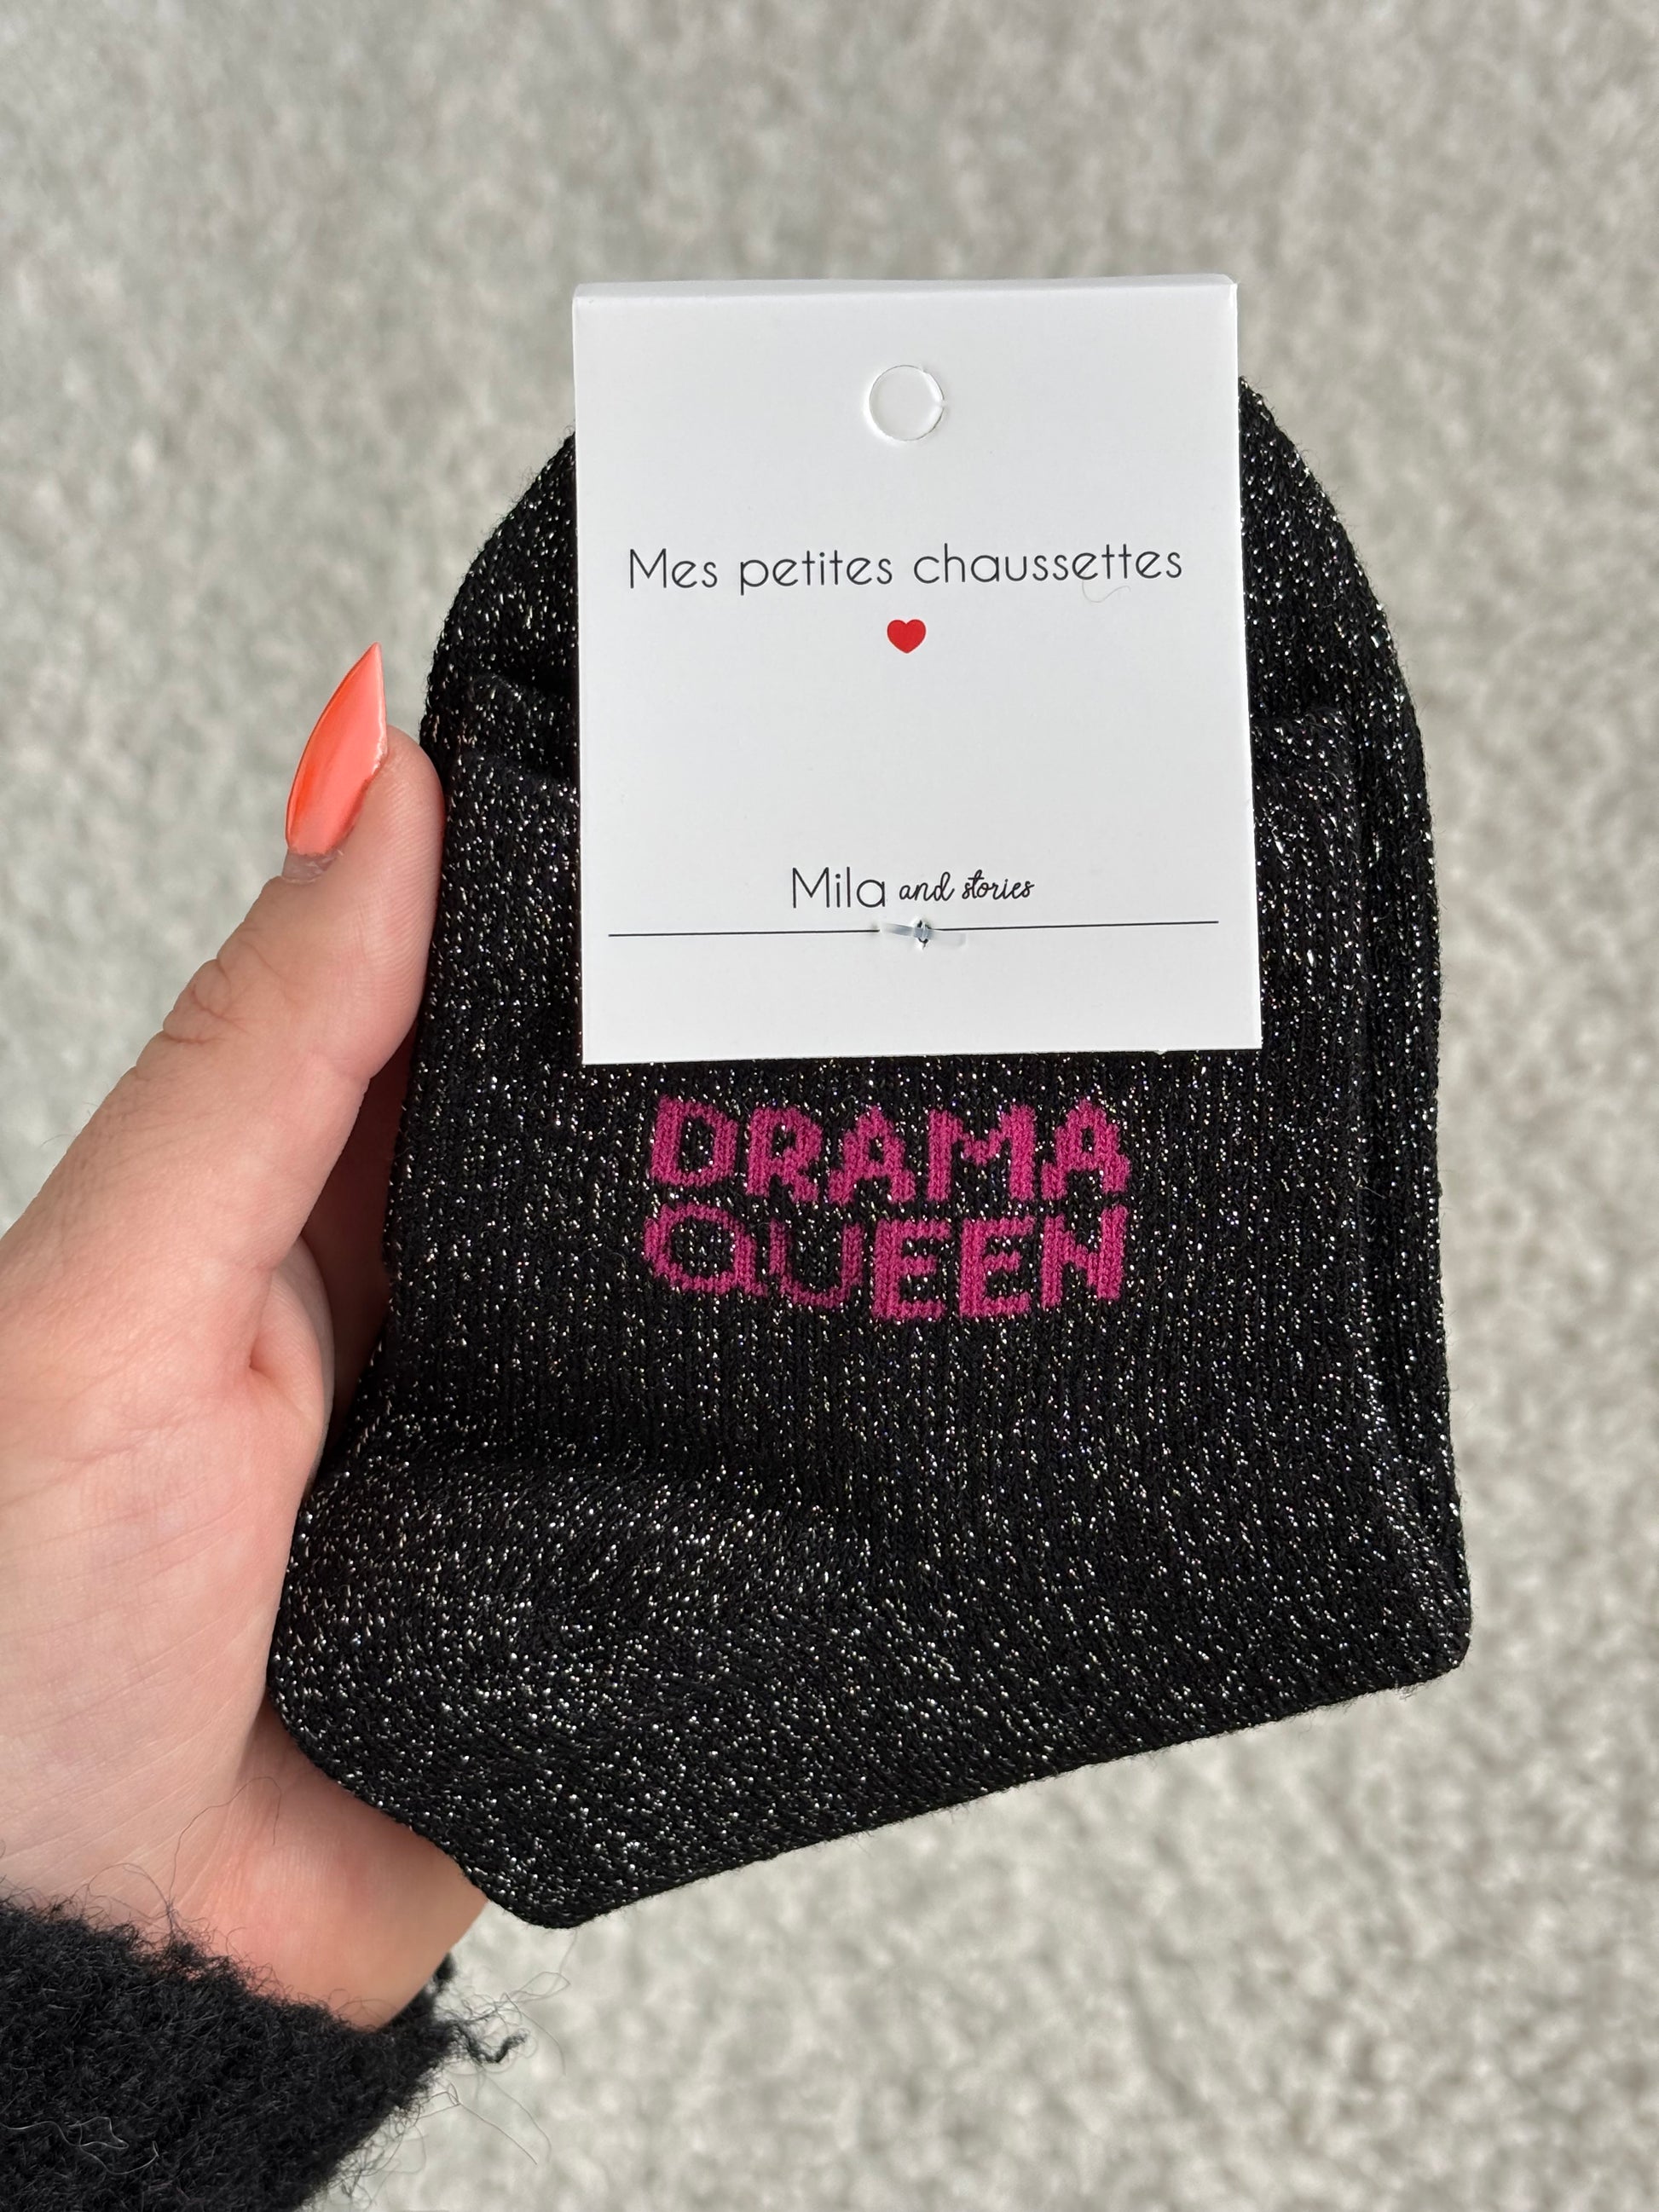 Mes petites chaussettes
Mila and stories
DRAMA
QUEEN